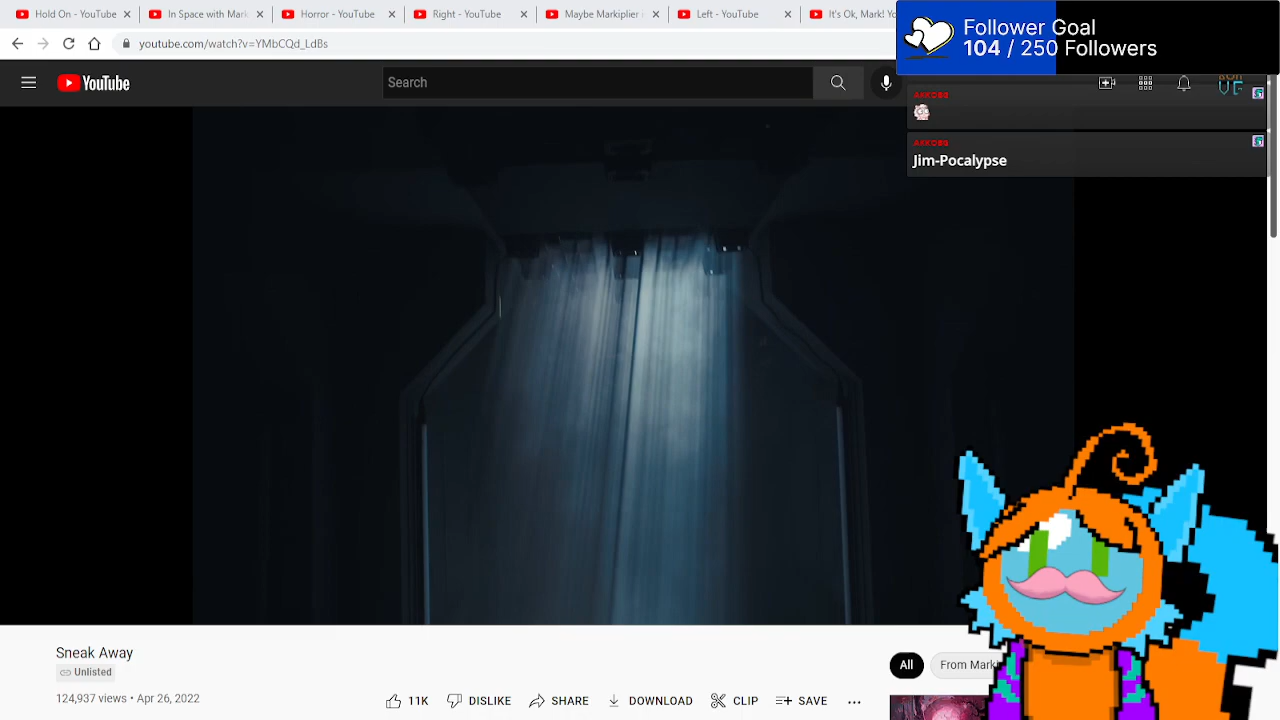 Hold On - YouTube
In Space with Markip
Horror - YouTube
Right - YouTube
Maybe Markiplier i
Left - YouTube
It's Ok, Mark! Yo
youtube.com/watch?v=YMbCQd_LdBs
Follower Goal
104 / 250 Followers
YouTube
Search
Jim-Pocalypse
Sneak Away
Unlisted
124,937 views • Apr 26, 2022
11K
DISLIKE
SHARE
DOWNLOAD
CLIP
SAVE
All
From Marki